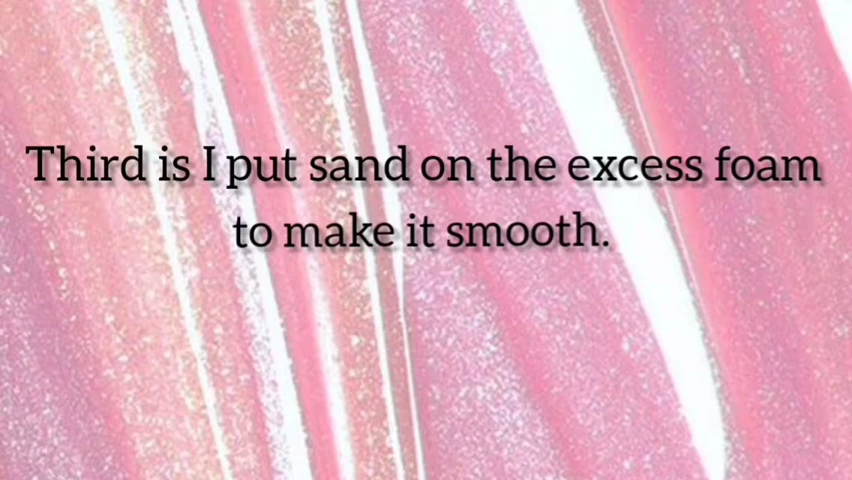 Third is I put sand on the excess foam
to make it smooth.